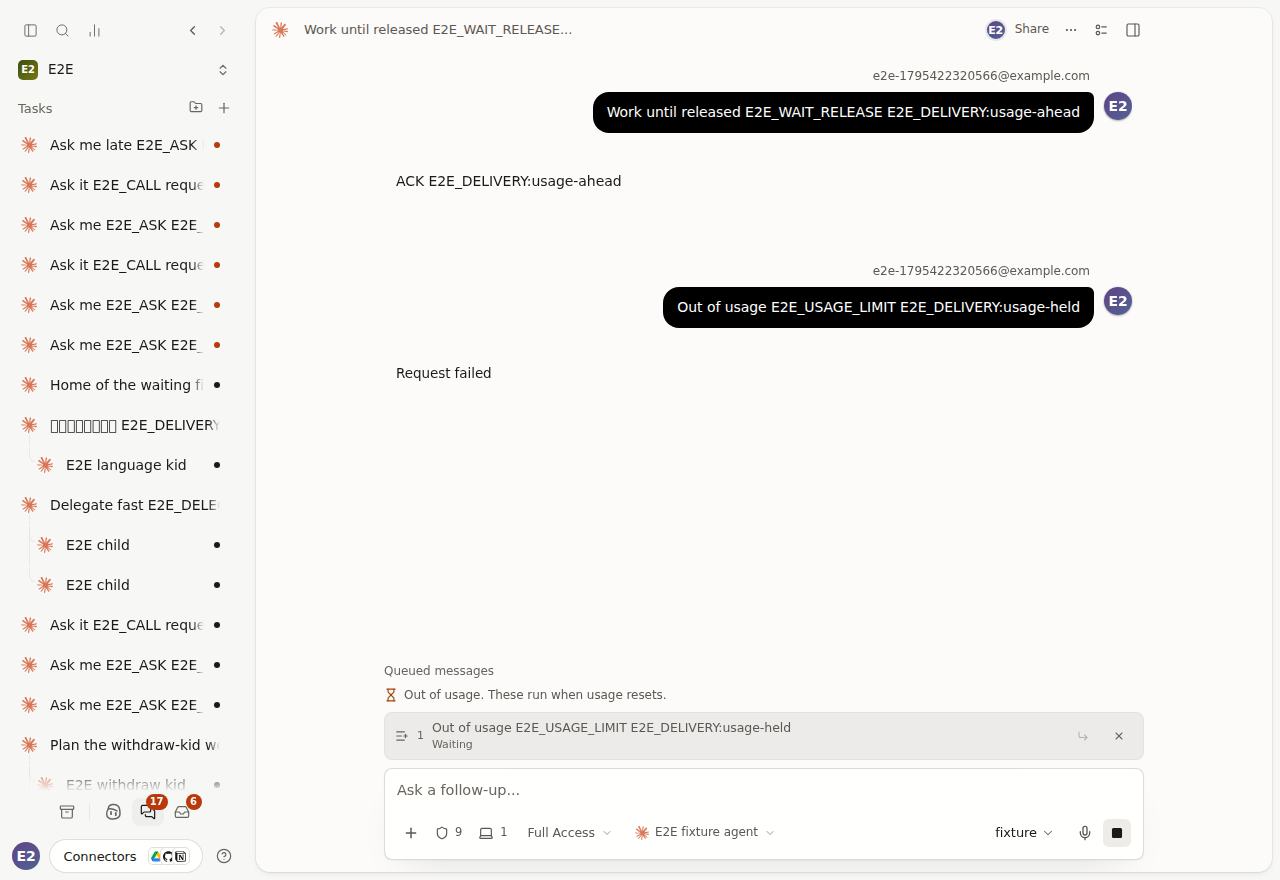 Work until released E2E_WAIT_RELEASE...
E2 Share
E2 E2E
Tasks
Ask me late E2E_ASK
Ask it E2E_CALL reque
Ask me E2E_ASK E2E_
Ask it E2E_CALL reque
Ask me E2E_ASK E2E_
Ask me E2E_ASK E2E_
Home of the waiting fi
E2E_DELIVERY
E2E language kid
Delegate fast E2E_DELE
E2E child
E2E child
Ask it E2E_CALL reque
Ask me E2E_ASK E2E_
Ask me E2E_ASK E2E_
Plan the withdraw-kid w
E2E withdraw kid
17 6
E2 Connectors
e2e-1795422320566@example.com
Work until released E2E_WAIT_RELEASE E2E_DELIVERY:usage-ahead
E2
ACK E2E_DELIVERY:usage-ahead
e2e-1795422320566@example.com
Out of usage E2E_USAGE_LIMIT E2E_DELIVERY:usage-held
E2
Request failed
Queued messages
Out of usage. These run when usage resets.
1 Out of usage E2E_USAGE_LIMIT E2E_DELIVERY:usage-held
Waiting
Ask a follow-up...
9 1 Full Access E2E fixture agent fixture